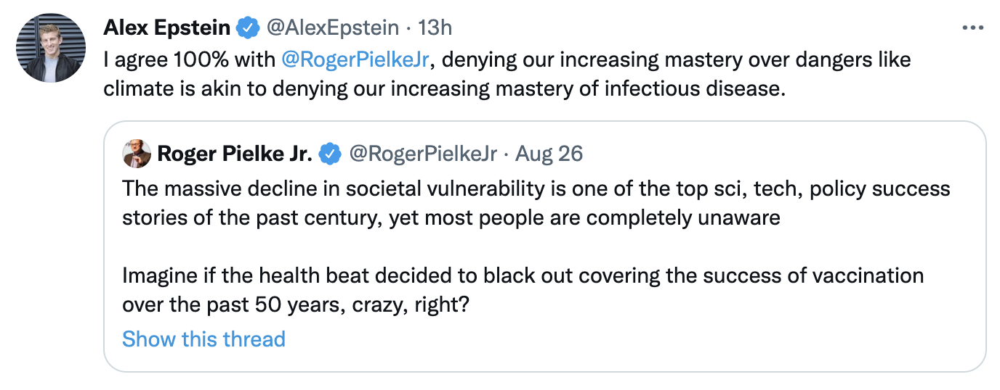 Alex Epstein @AlexEpstein · 13h
I agree 100% with @RogerPielkeJr, denying our increasing mastery over dangers like
climate is akin to denying our increasing mastery of infectious disease.
Roger Pielke Jr. @RogerPielkeJr · Aug 26
The massive decline in societal vulnerability is one of the top sci, tech, policy success
stories of the past century, yet most people are completely unaware
Imagine if the health beat decided to black out covering the success of vaccination
over the past 50 years, crazy, right?
Show this thread